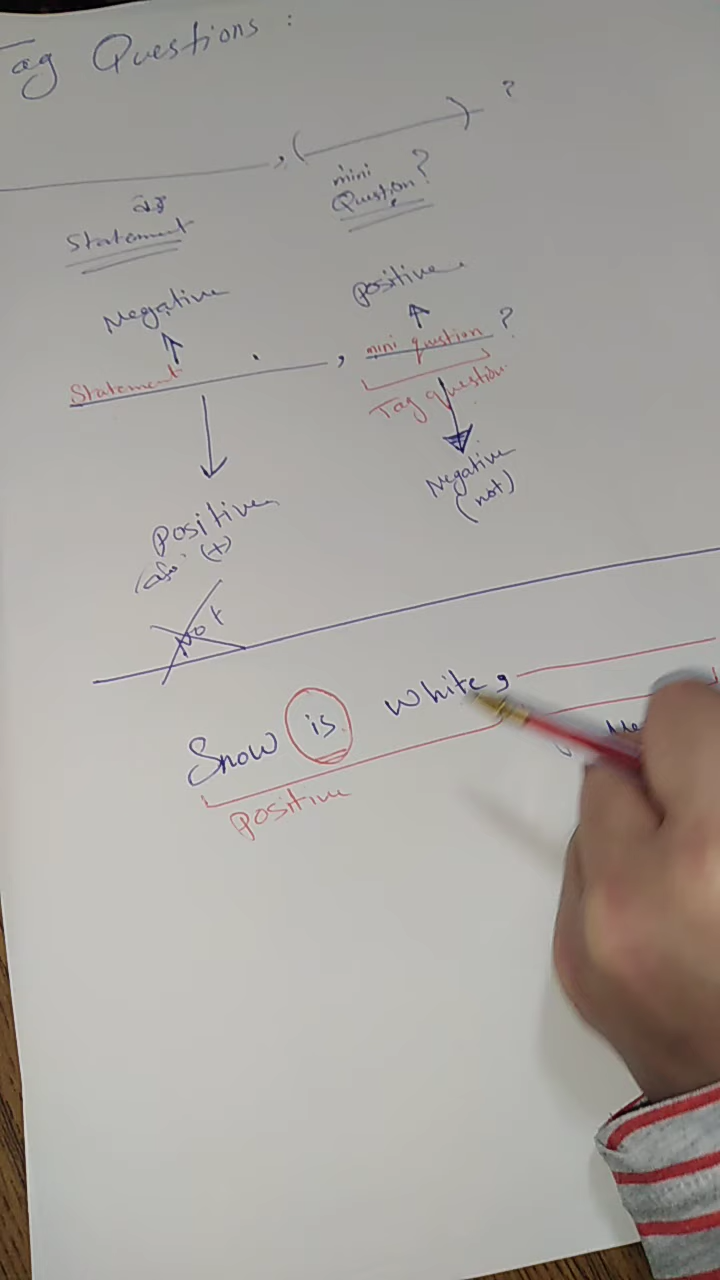 Tag Questions :
, ( ) ?
mini
Statement Question?
Negative positive
Statement , mini question ?
Tag question
Positive Negative
(+) (not)
Not
Snow is white ,
positive